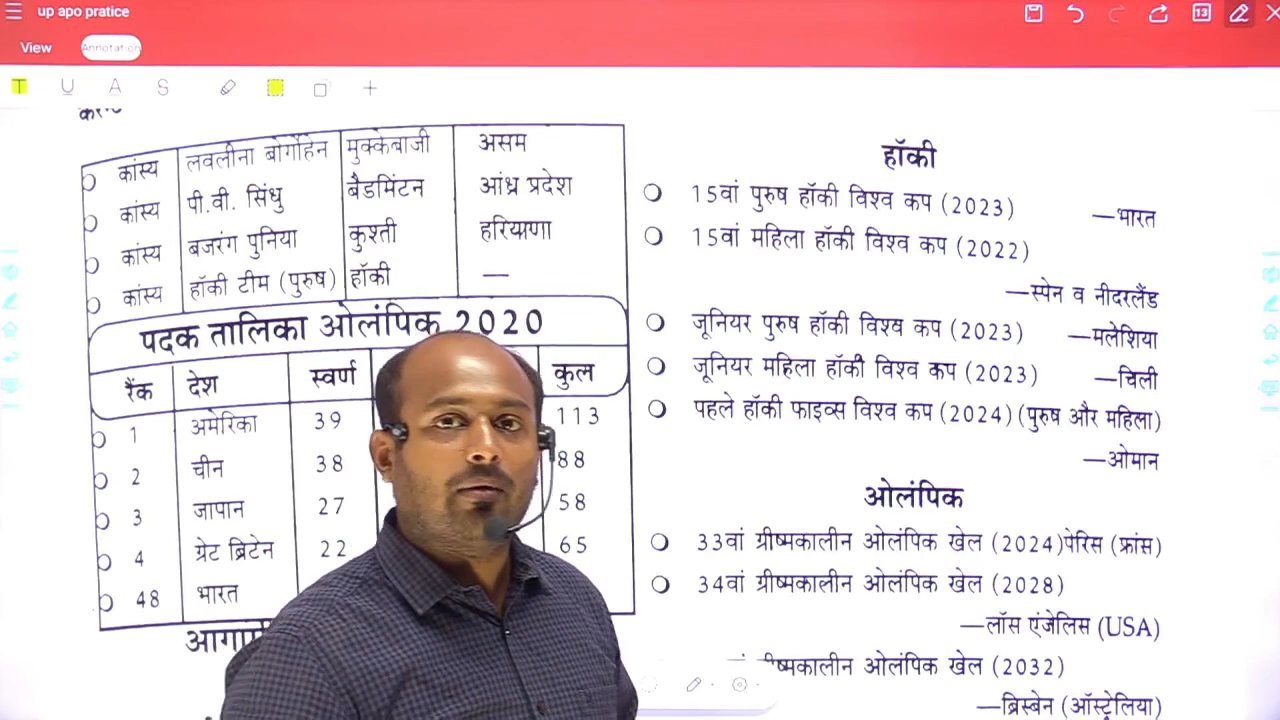 up apo pratice
13
View
Annotation
T U A S
कांस्य लवलीना बोर्गोहेन मुक्केबाजी असम
कांस्य पी.वी. सिंधु बैडमिंटन आंध्र प्रदेश
कांस्य बजरंग पुनिया कुश्ती हरियाणा
कांस्य हॉकी टीम (पुरुष) हॉकी —
पदक तालिका ओलंपिक 2020
रैंक देश स्वर्ण कुल
1 अमेरिका 39 113
2 चीन 38 88
3 जापान 27 58
4 ग्रेट ब्रिटेन 22 65
48 भारत
हॉकी
15वां पुरुष हॉकी विश्व कप (2023) —भारत
15वां महिला हॉकी विश्व कप (2022)
—स्पेन व नीदरलैंड
जूनियर पुरुष हॉकी विश्व कप (2023) —मलेशिया
जूनियर महिला हॉकी विश्व कप (2023) —चिली
पहले हॉकी फाइव्स विश्व कप (2024) (पुरुष और महिला)
—ओमान
ओलंपिक
33वां ग्रीष्मकालीन ओलंपिक खेल (2024)पेरिस (फ्रांस)
34वां ग्रीष्मकालीन ओलंपिक खेल (2028)
—लॉस एंजेलिस (USA)
ओलंपिक खेल (2032)
—ब्रिस्बेन (ऑस्ट्रेलिया)